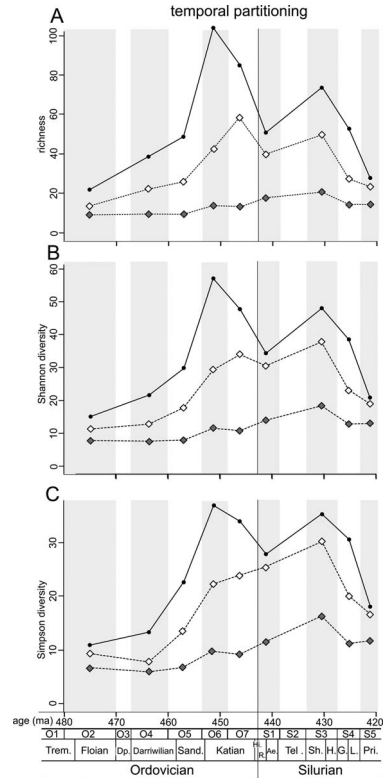 temporal partitioning
A
richness
0 20 40 60 80 100
B
Shannon diversity
0 10 20 30 40 50 60
C
Simpson diversity
0 10 20 30
age (ma) 480 470 460 450 440 430 420
O1 O2 O3 O4 O5 O6 O7 S1 S2 S3 S4 S5
Trem. Floian Dp. Darriwilian Sand. Katian Hi. R. Ae. Tel . Sh. H. G. L. Pri.
Ordovician Silurian